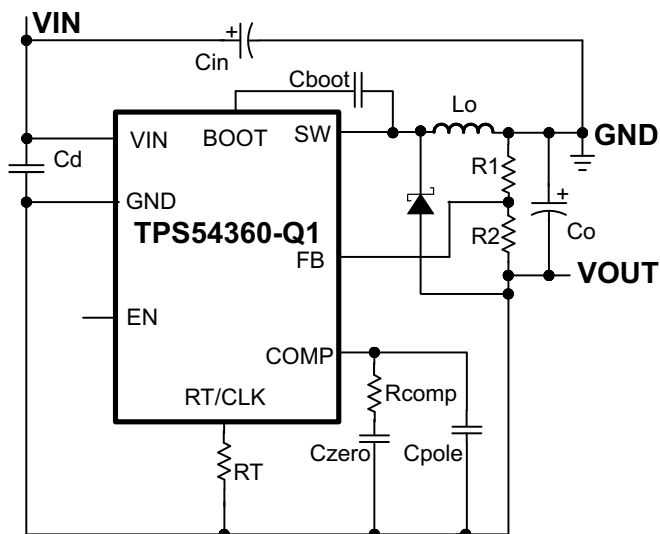 VIN
+
Cin
Cboot
Lo
GND
VIN
BOOT
SW
Cd
R1
GND
+
TPS54360-Q1
R2
Co
FB
VOUT
EN
COMP
RT/CLK
Rcomp
Czero
Cpole
RT